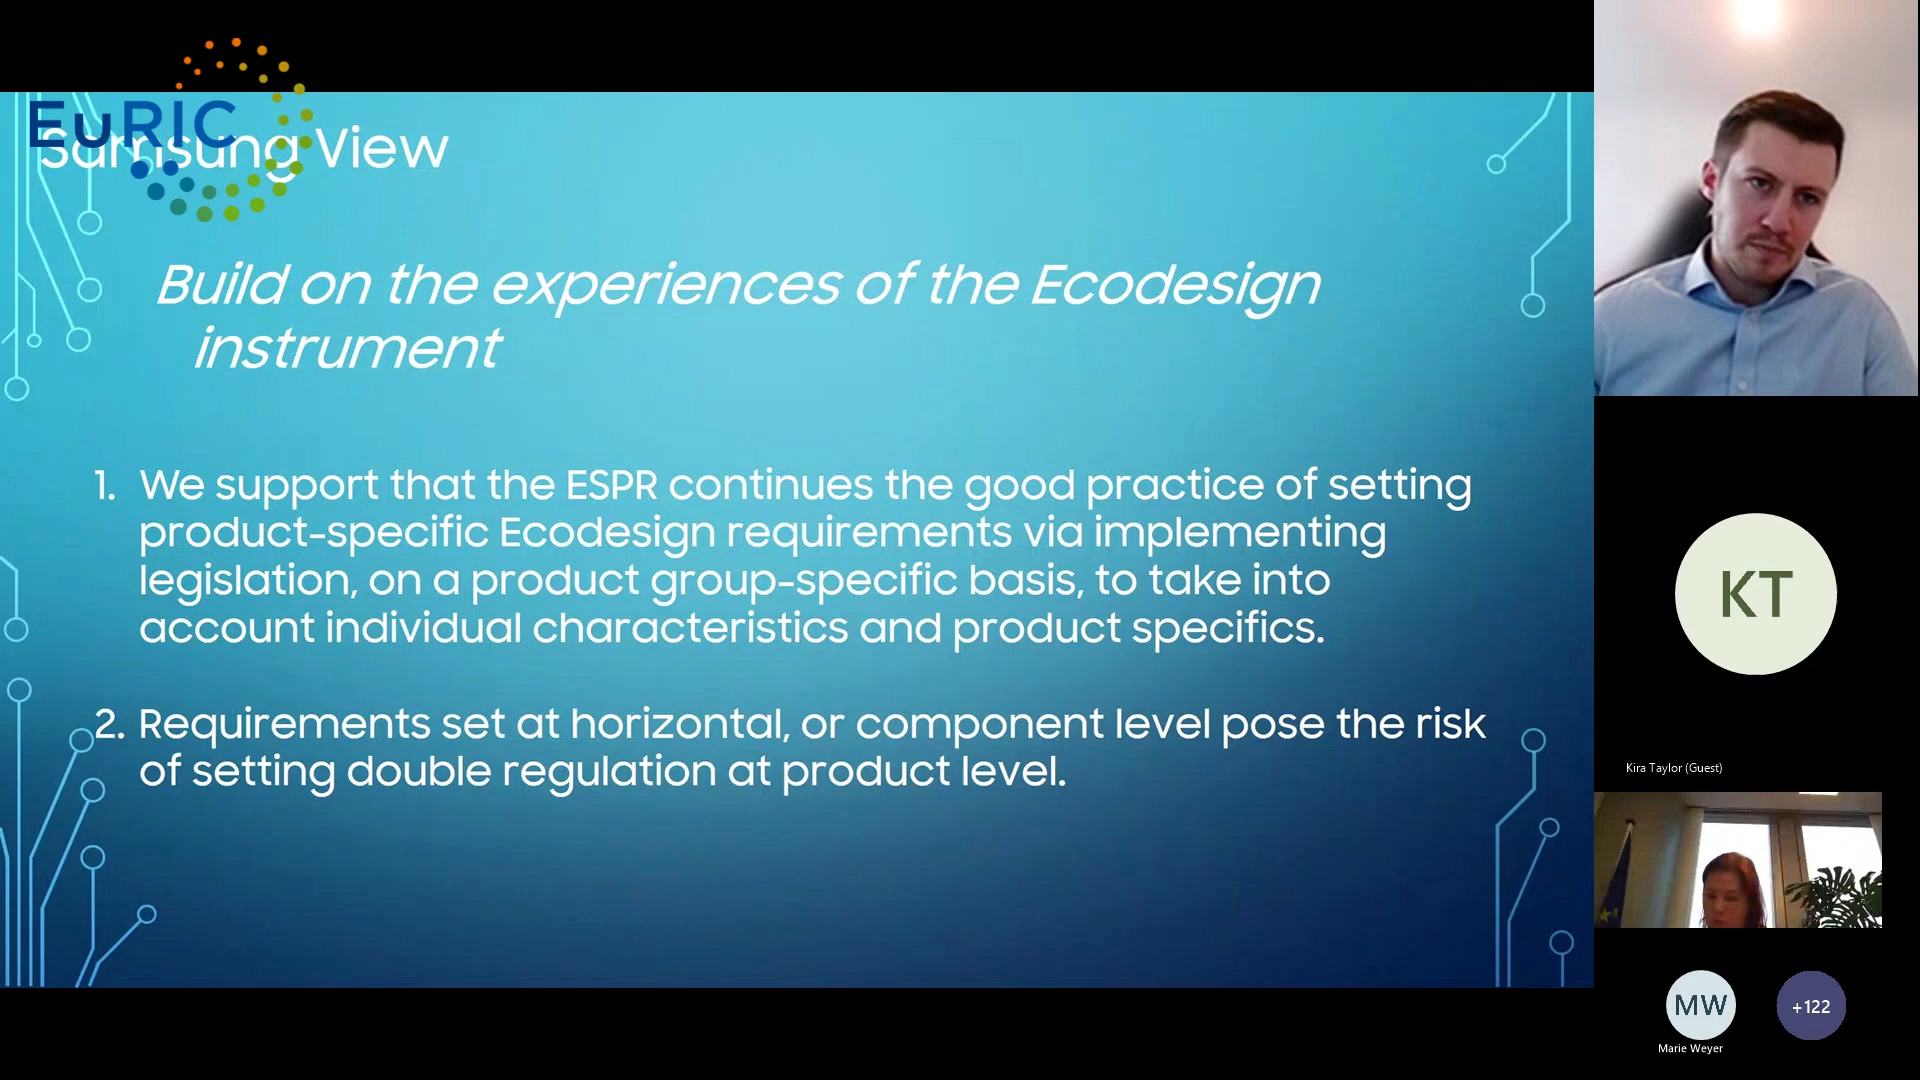 EuRIC
Samsung View
Build on the experiences of the Ecodesign
instrument
1. We support that the ESPR continues the good practice of setting
product-specific Ecodesign requirements via implementing
legislation, on a product group-specific basis, to take into
account individual characteristics and product specifics.
2. Requirements set at horizontal, or component level pose the risk
of setting double regulation at product level.
KT
Kira Taylor (Guest)
MW
+122
Marie Weyer